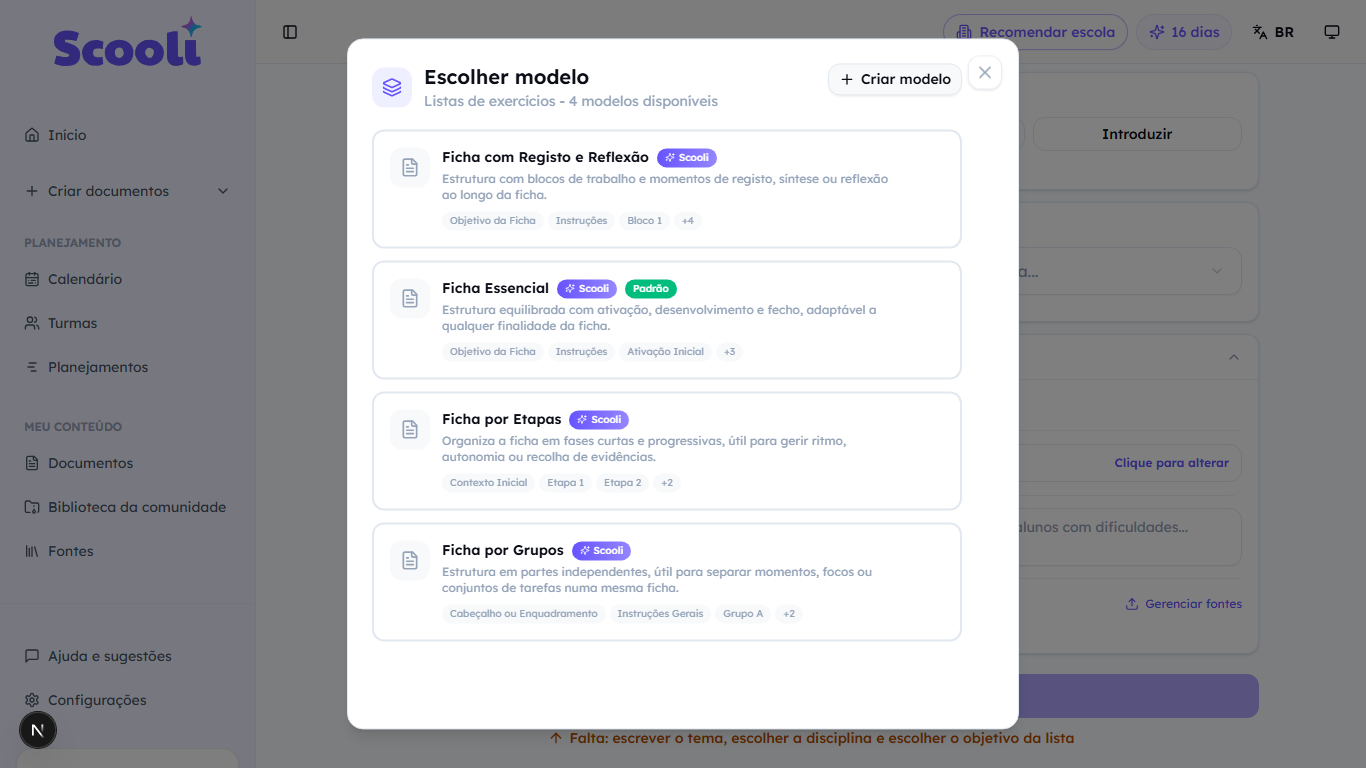 Scooli
Início
Criar documentos
PLANEJAMENTO
Calendário
Turmas
Planejamentos
MEU CONTEÚDO
Documentos
Biblioteca da comunidade
Fontes
Ajuda e sugestões
Configurações
N
Recomendar escola
16 dias
BR
Escolher modelo
Listas de exercícios - 4 modelos disponíveis
Criar modelo
Ficha com Registo e Reflexão Scooli
Estrutura com blocos de trabalho e momentos de registo, síntese ou reflexão
ao longo da ficha.
Objetivo da Ficha Instruções Bloco 1 +4
Ficha Essencial Scooli Padrão
Estrutura equilibrada com ativação, desenvolvimento e fecho, adaptável a
qualquer finalidade da ficha.
Objetivo da Ficha Instruções Ativação Inicial +3
Ficha por Etapas Scooli
Organiza a ficha em fases curtas e progressivas, útil para gerir ritmo,
autonomia ou recolha de evidências.
Contexto Inicial Etapa 1 Etapa 2 +2
Ficha por Grupos Scooli
Estrutura em partes independentes, útil para separar momentos, focos ou
conjuntos de tarefas numa mesma ficha.
Cabeçalho ou Enquadramento Instruções Gerais Grupo A +2
Introduzir
a...
Clique para alterar
alunos com dificuldades...
Gerenciar fontes
Falta: escrever o tema, escolher a disciplina e escolher o objetivo da lista